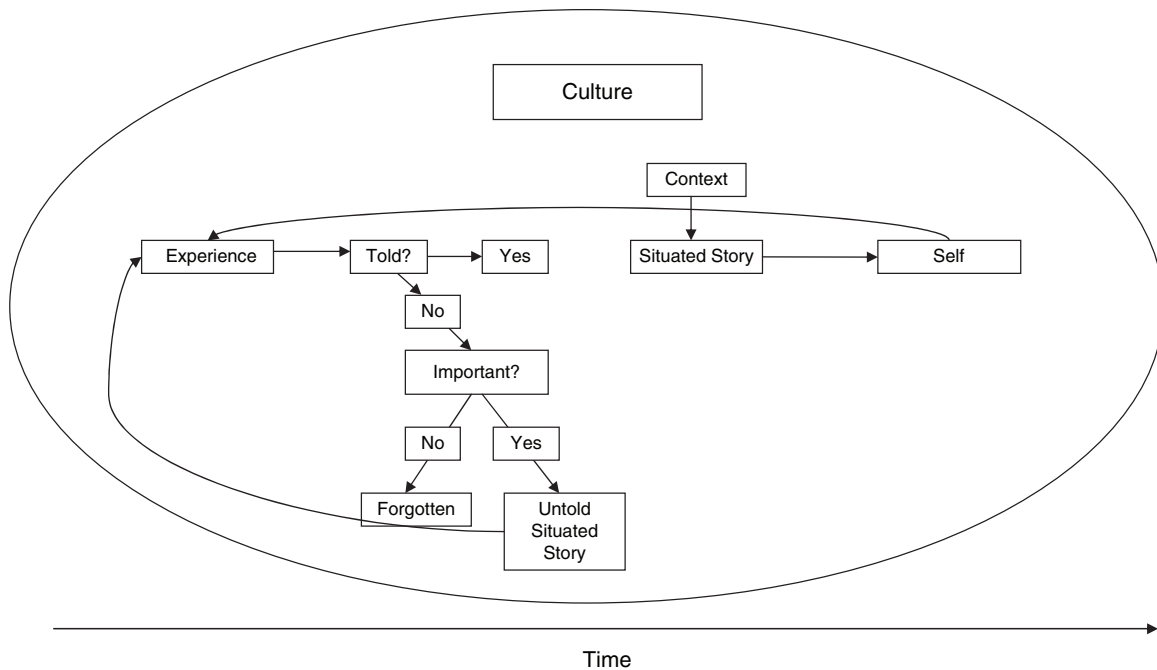 Culture
Context
Experience
Told?
Yes
Situated Story
Self
No
Important?
No
Yes
Forgotten
Untold
Situated
Story
Time